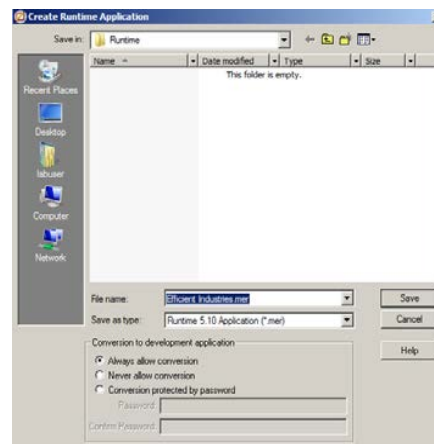 Create Runtime Application
Save in: Runtime
Name Date modified Type Size
This folder is empty.
Recent Places
Desktop
labuser
Computer
Network
File name: Efficient Industries.mer Save
Save as type: Runtime 5.10 Application (*.mer) Cancel
Conversion to development application Help
Always allow conversion
Never allow conversion
Conversion protected by password
Password
Confirm Password